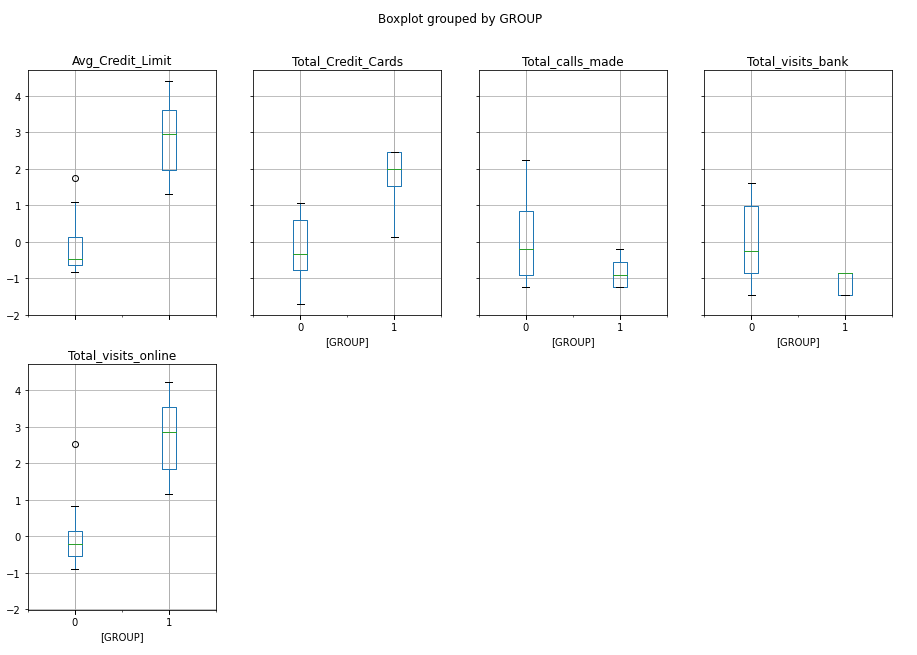 Boxplot grouped by GROUP
Avg_Credit_Limit
Total_Credit_Cards
Total_calls_made
Total_visits_bank
4
3
2
1
0
−1
−2
0 1
[GROUP]
0 1
[GROUP]
0 1
[GROUP]
Total_visits_online
4
3
2
1
0
−1
−2
0 1
[GROUP]